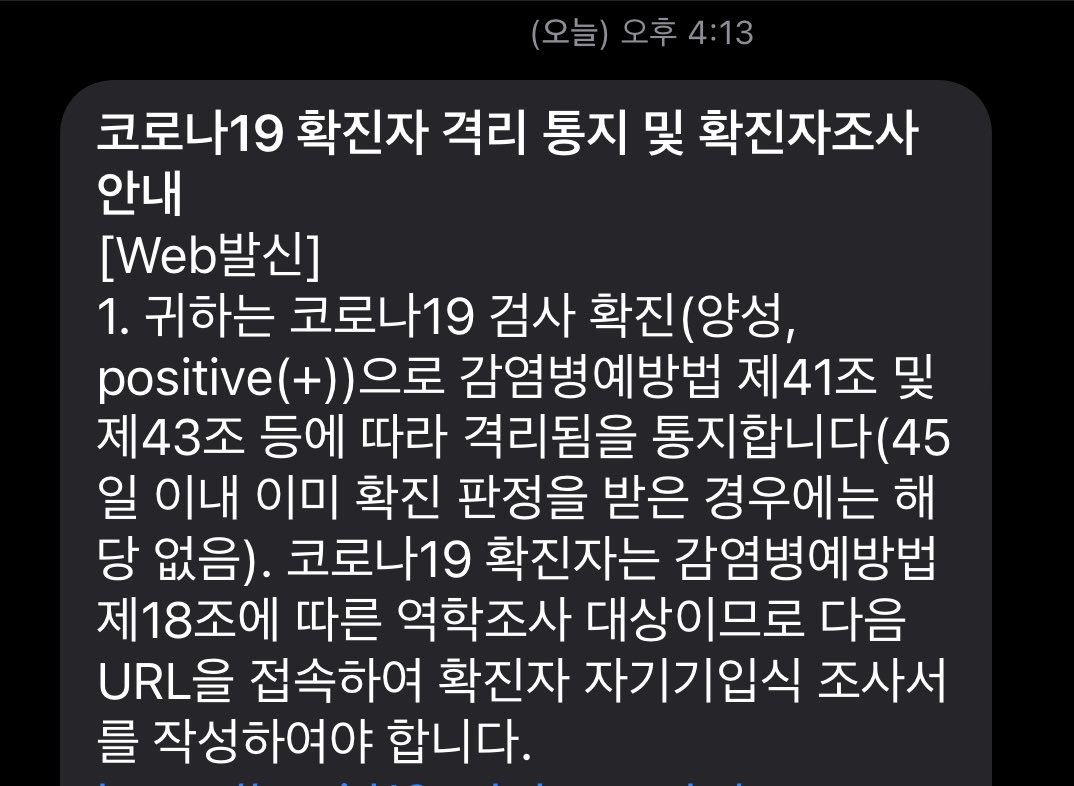 (오늘) 오후 4:13
코로나19 확진자 격리 통지 및 확진자조사
안내
[Web발신]
1. 귀하는 코로나19 검사 확진(양성,
positive(+))으로 감염병예방법 제41조 및
제43조 등에 따라 격리됨을 통지합니다(45
일 이내 이미 확진 판정을 받은 경우에는 해
당 없음). 코로나19 확진자는 감염병예방법
제18조에 따른 역학조사 대상이므로 다음
URL을 접속하여 확진자 자기기입식 조사서
를 작성하여야 합니다.